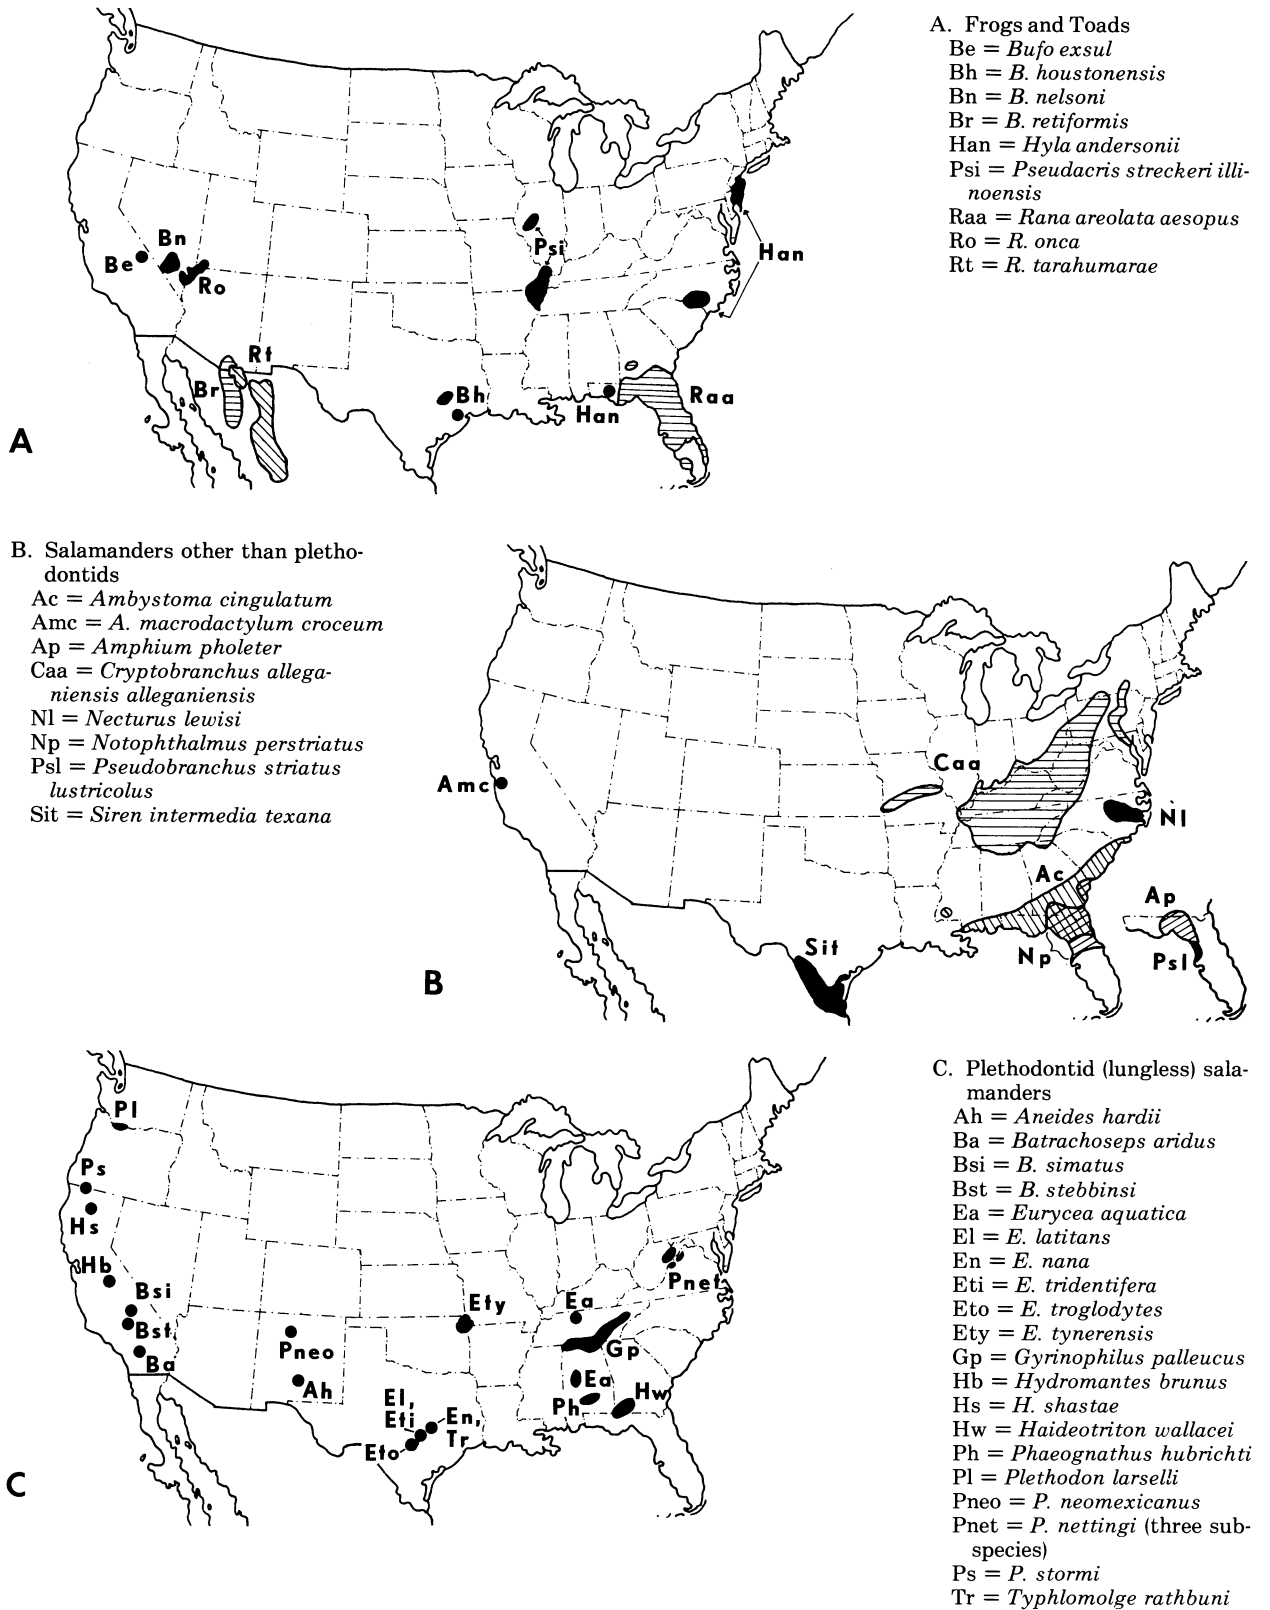 A. Frogs and Toads
Be = Bufo exsul
Bh = B. houstonensis
Bn = B. nelsoni
Br = B. retiformis
Han = Hyla andersonii
Psi = Pseudacris streckeri illi-
noensis
Raa = Rana areolata aesopus
Ro = R. onca
Rt = R. tarahumarae
Bn
Be
Ro
Psi
Han
Rt
Br
Bh
Han
Raa
A
B. Salamanders other than pletho-
dontids
Ac = Ambystoma cingulatum
Amc = A. macrodactylum croceum
Ap = Amphium pholeter
Caa = Cryptobranchus allega-
niensis alleganiensis
Nl = Necturus lewisi
Np = Notophthalmus perstriatus
Psl = Pseudobranchus striatus
lustricolus
Sit = Siren intermedia texana
Caa
Amc
Nl
Ac
Ap
Sit
Np
Psl
B
Pl
Ps
Hs
Hb
Bsi
Bst
Ba
Pneo
Ah
Ety
Ea
Pnet
Gp
Ea
Ph
Hw
El,
Eti
En,
Tr
Eto
C
C. Plethodontid (lungless) sala-
manders
Ah = Aneides hardii
Ba = Batrachoseps aridus
Bsi = B. simatus
Bst = B. stebbinsi
Ea = Eurycea aquatica
El = E. latitans
En = E. nana
Eti = E. tridentifera
Eto = E. troglodytes
Ety = E. tynerensis
Gp = Gyrinophilus palleucus
Hb = Hydromantes brunus
Hs = H. shastae
Hw = Haideotriton wallacei
Ph = Phaeognathus hubrichti
Pl = Plethodon larselli
Pneo = P. neomexicanus
Pnet = P. nettingi (three sub-
species)
Ps = P. stormi
Tr = Typhlomolge rathbuni